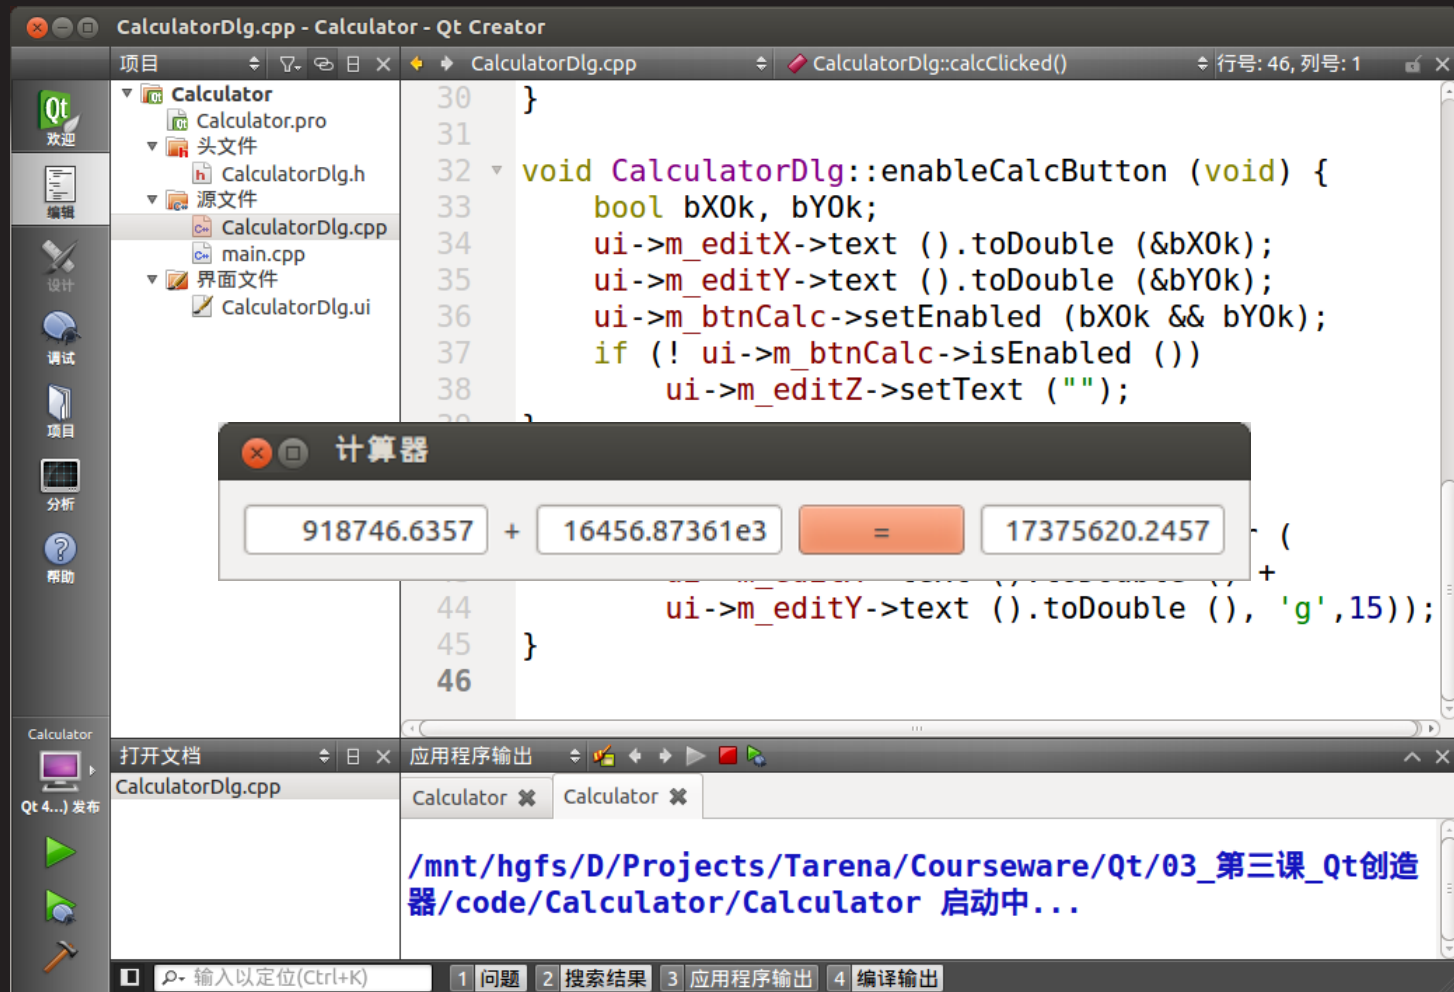 CalculatorDlg.cpp - Calculator - Qt Creator
项目
CalculatorDlg.cpp
CalculatorDlg::calcClicked()
行号: 46, 列号: 1
Qt
欢迎
编辑
设计
调试
项目
分析
帮助
Calculator
Calculator.pro
头文件
CalculatorDlg.h
源文件
CalculatorDlg.cpp
main.cpp
界面文件
CalculatorDlg.ui
30 }
31
32 void CalculatorDlg::enableCalcButton (void) {
33 bool bXOk, bYOk;
34 ui->m_editX->text ().toDouble (&bXOk);
35 ui->m_editY->text ().toDouble (&bYOk);
36 ui->m_btnCalc->setEnabled (bXOk && bYOk);
37 if (! ui->m_btnCalc->isEnabled ())
38 ui->m_editZ->setText ("");
计算器
918746.6357 + 16456.87361e3 = 17375620.2457
(
+
44 ui->m_editY->text ().toDouble (), 'g',15));
45 }
46
Calculator
Qt 4...) 发布
打开文档
CalculatorDlg.cpp
应用程序输出
Calculator
Calculator
/mnt/hgfs/D/Projects/Tarena/Courseware/Qt/03_第三课_Qt创造
器/code/Calculator/Calculator 启动中...
输入以定位(Ctrl+K)
1 问题 2 搜索结果 3 应用程序输出 4 编译输出